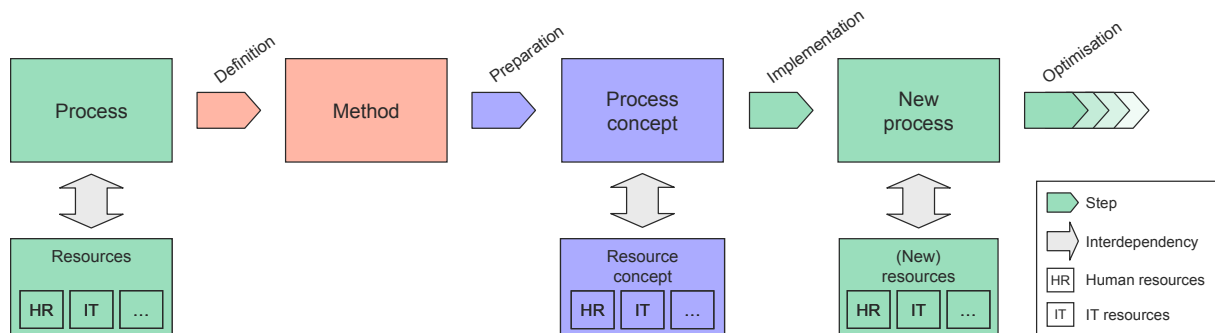 Definition
Preparation
Implementation
Optimisation
Process
Method
Process
concept
New
process
Resources
HR
IT
...
Resource
concept
HR
IT
...
(New)
resources
HR
IT
...
Step
Interdependency
HR
Human resources
IT
IT resources